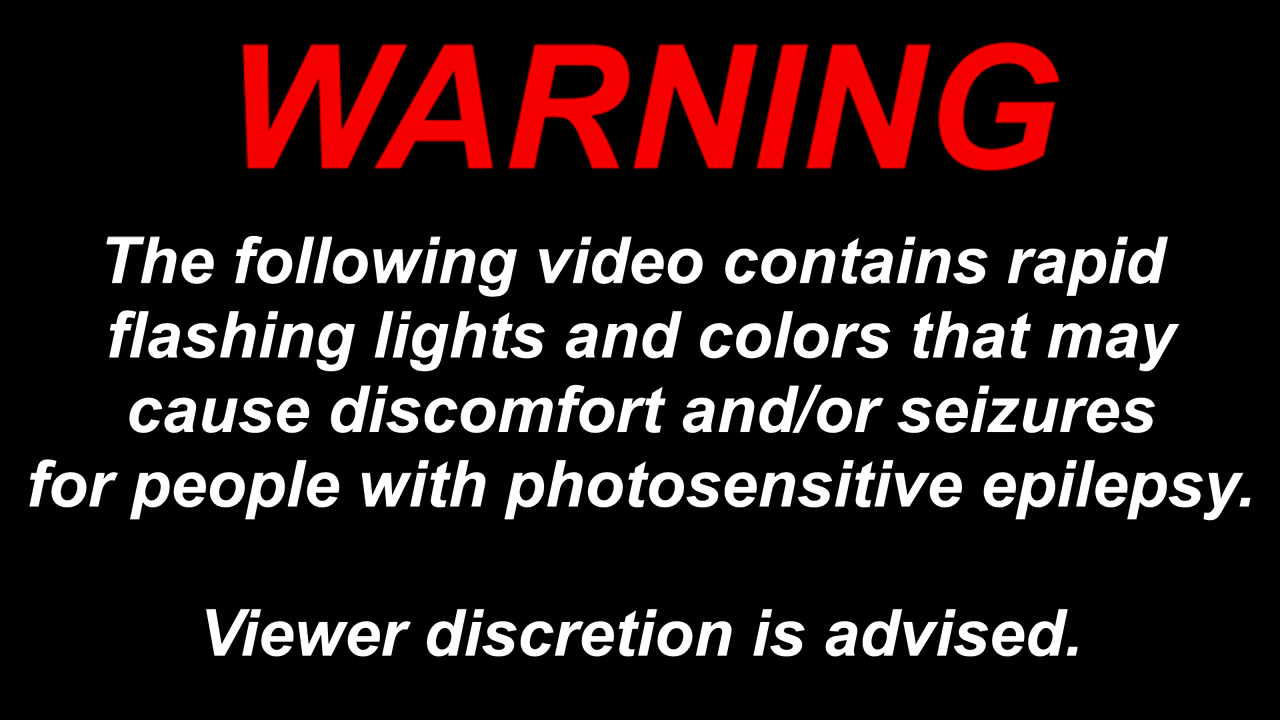 WARNING
The following video contains rapid
flashing lights and colors that may
cause discomfort and/or seizures
for people with photosensitive epilepsy.
Viewer discretion is advised.